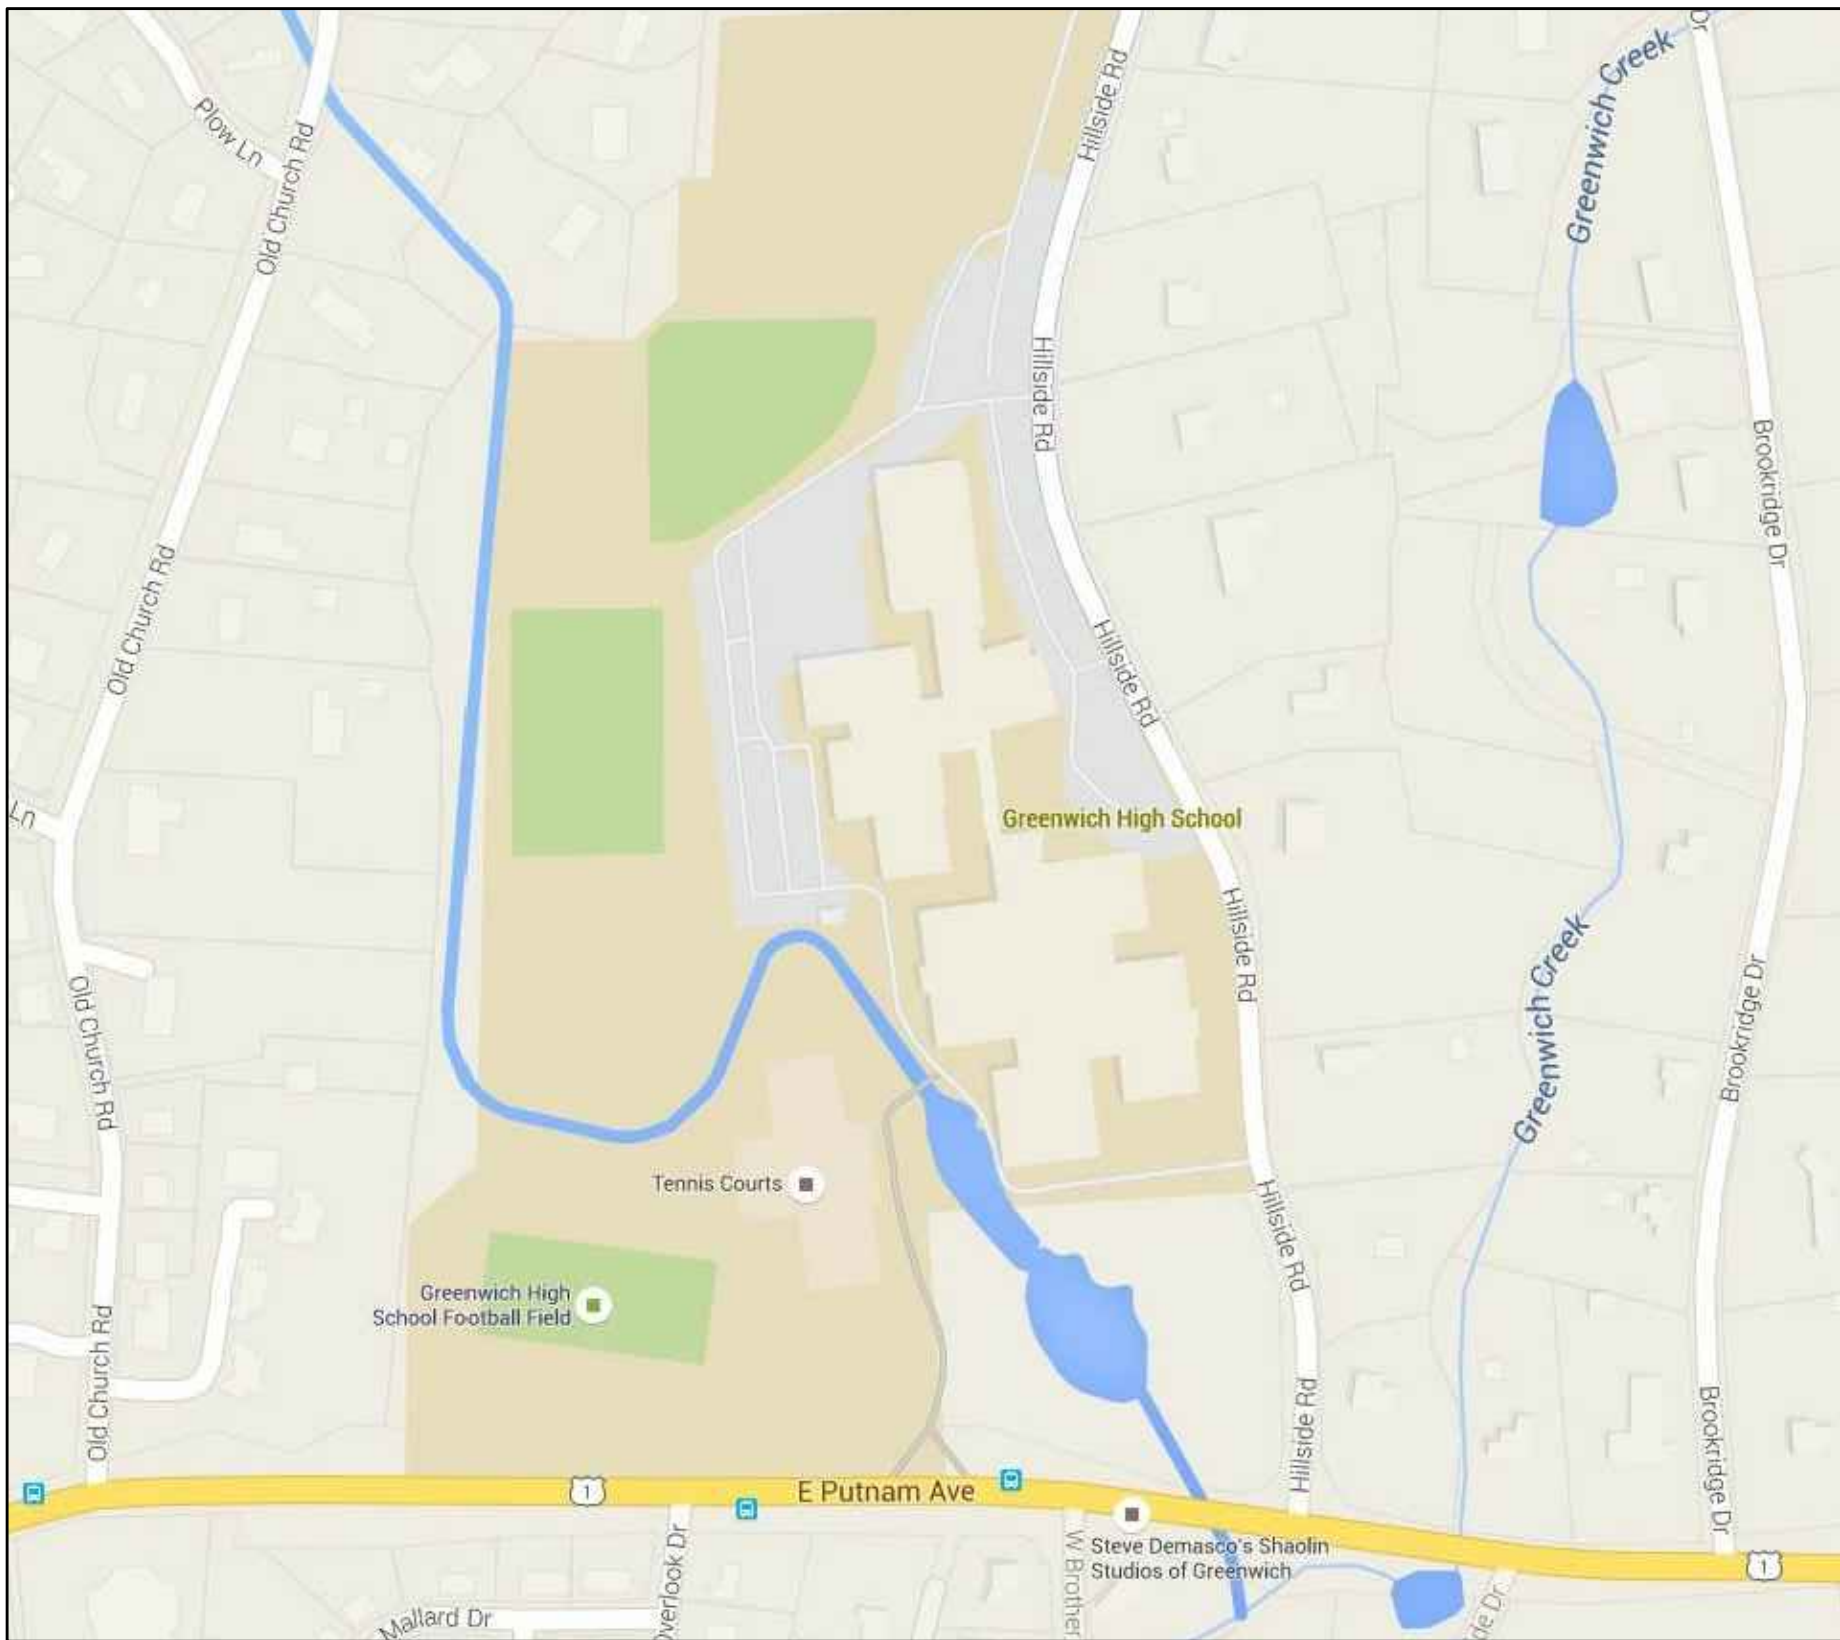 Dr
Hillside Rd
Greenwich Creek
Plow Ln
Old Church Rd
Hillside Rd
Brookridge Dr
Old Church Rd
Hillside Rd
Ln
Greenwich High School
Hillside Rd
Greenwich Creek
Old Church Rd
Brookridge Dr
Tennis Courts
Hillside Rd
Greenwich High
School Football Field
Old Church Rd
Hillside Rd
Brookridge Dr
1
E Putnam Ave
Steve Demasco's Shaolin
Studios of Greenwich
1
Overlook Dr
W Brother
Mallard Dr
de Dr